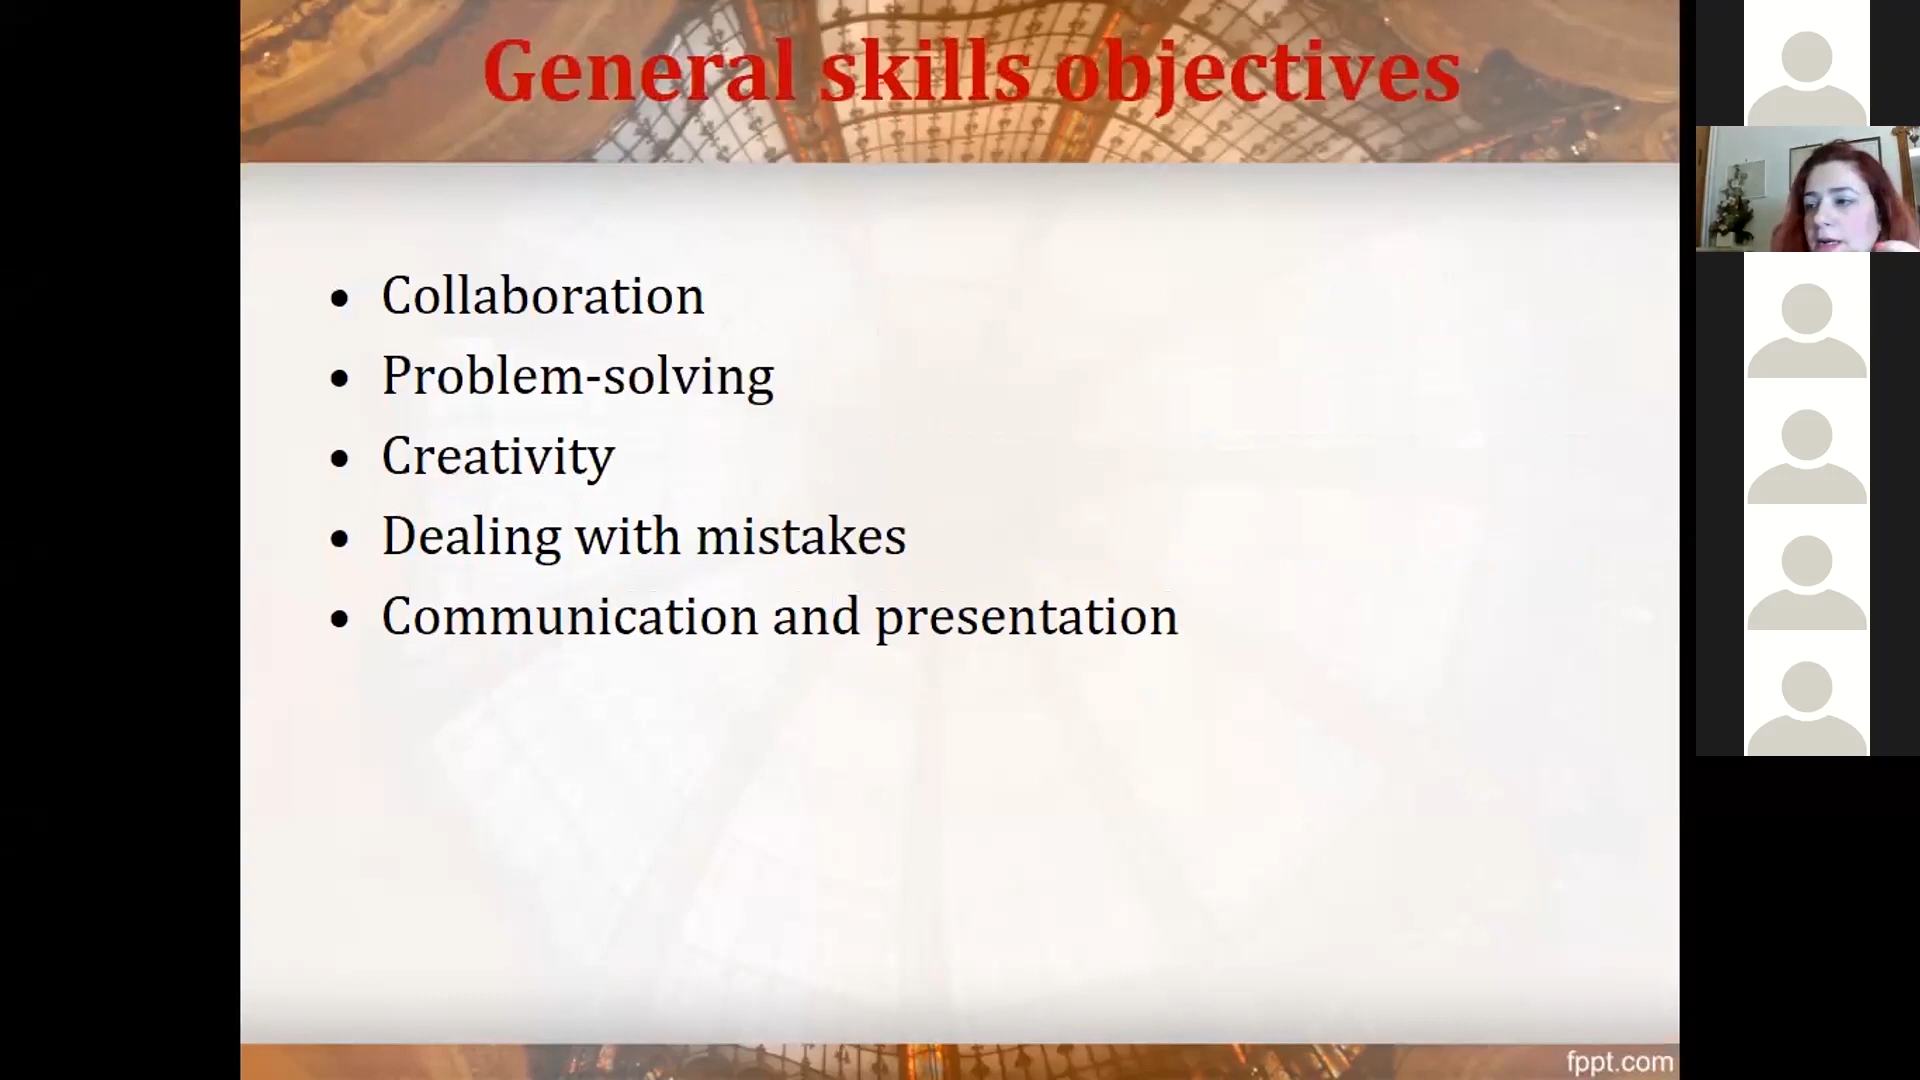 General skills objectives
• Collaboration
• Problem-solving
• Creativity
• Dealing with mistakes
• Communication and presentation
fppt.com